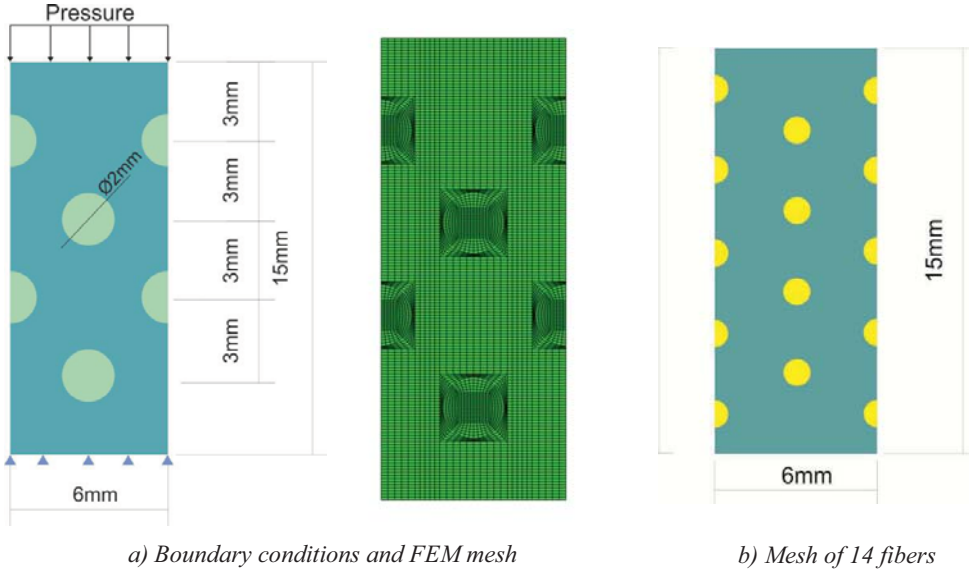 Pressure
3mm
3mm
3mm
3mm
15mm
Ø2mm
6mm
15mm
6mm
a) Boundary conditions and FEM mesh
b) Mesh of 14 fibers